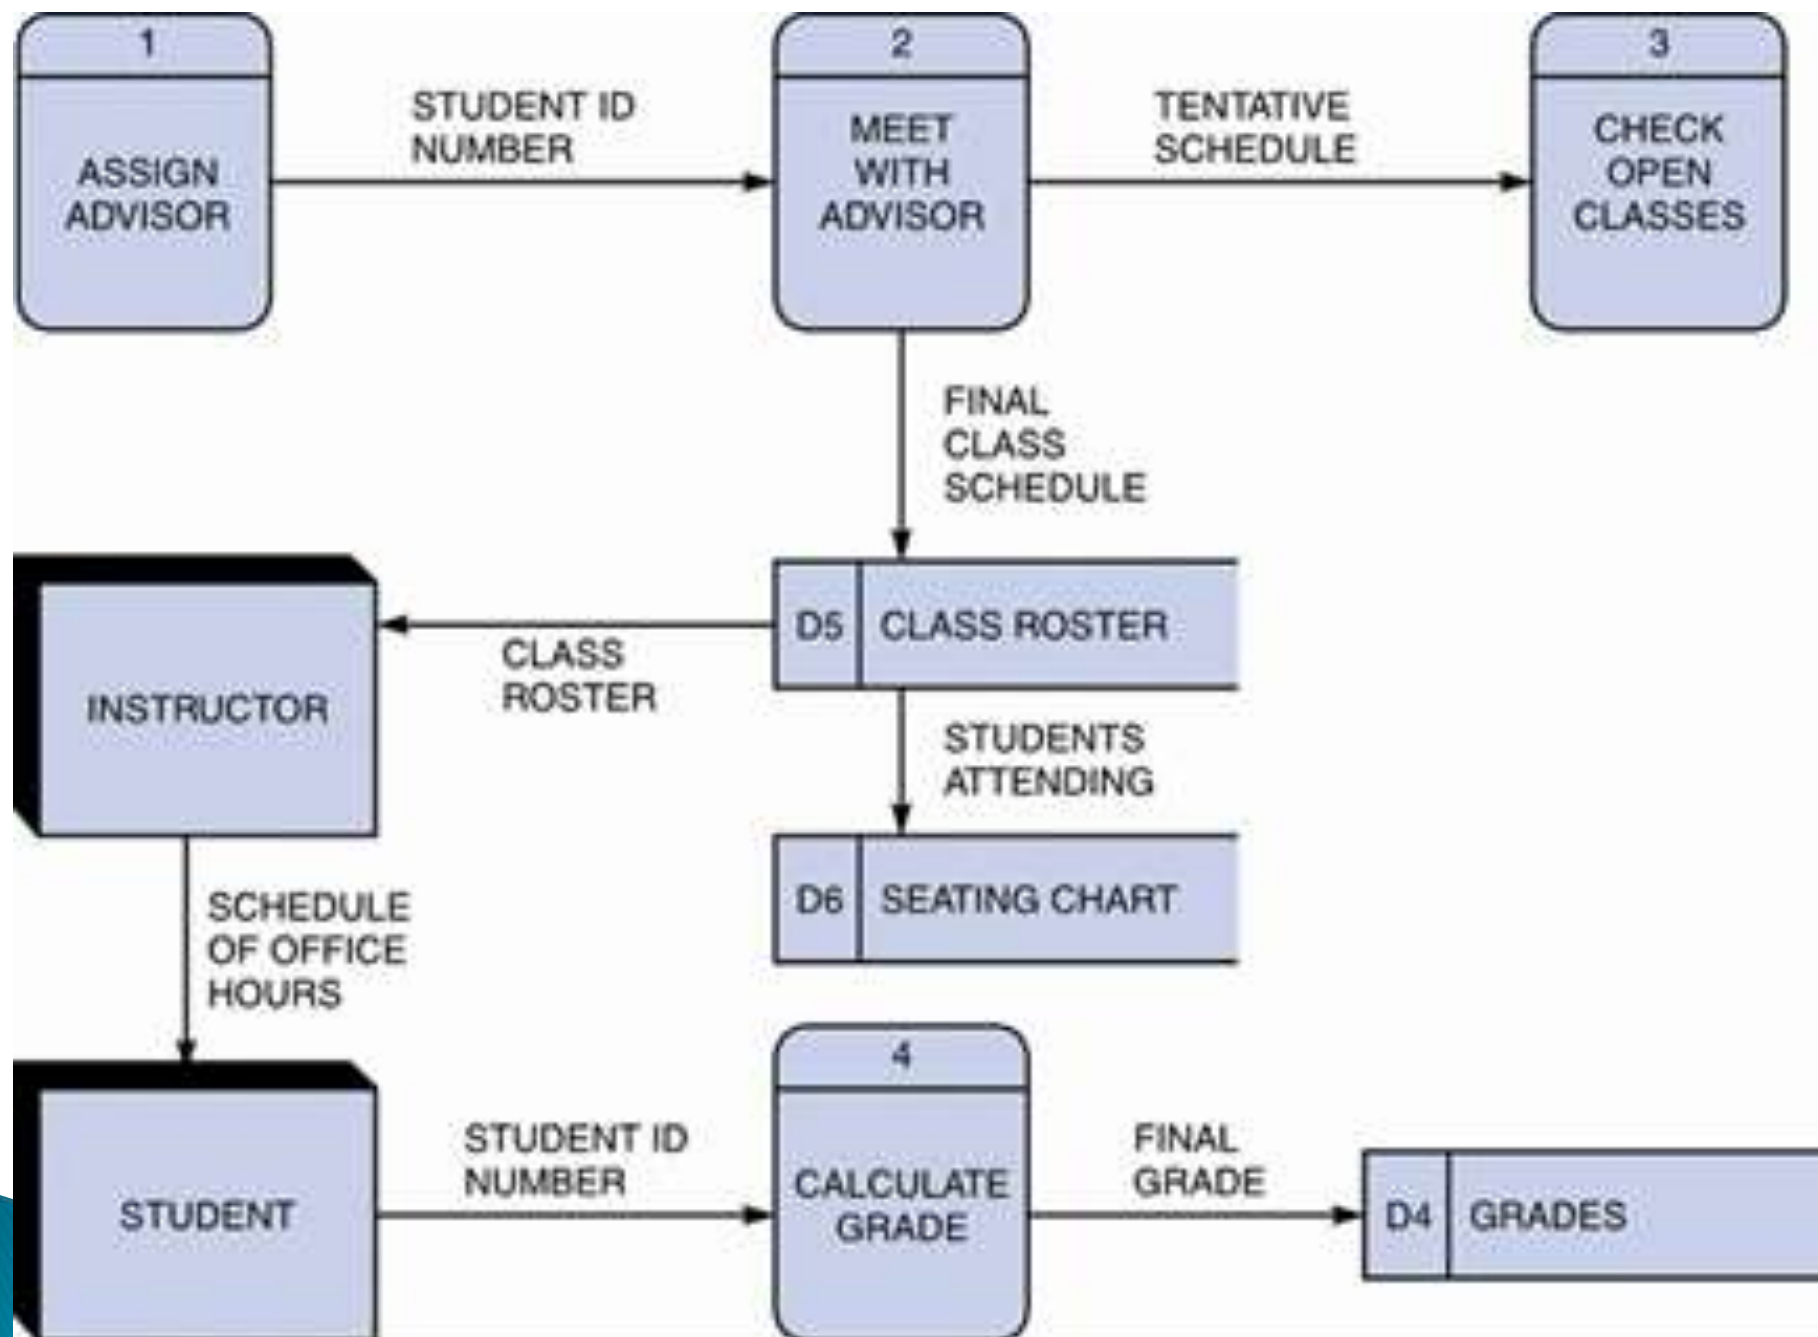 1
2
3
STUDENT ID
NUMBER
TENTATIVE
SCHEDULE
ASSIGN
ADVISOR
MEET
WITH
ADVISOR
CHECK
OPEN
CLASSES
FINAL
CLASS
SCHEDULE
D5
CLASS ROSTER
CLASS
ROSTER
INSTRUCTOR
STUDENTS
ATTENDING
D6
SEATING CHART
SCHEDULE
OF OFFICE
HOURS
4
STUDENT ID
NUMBER
FINAL
GRADE
STUDENT
CALCULATE
GRADE
D4
GRADES